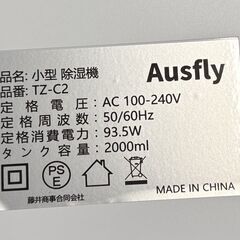 品名: 小型 除湿機
Ausfly
品番: TZ-C2
定格電圧: AC 100-240V
定格周波数: 50/60Hz
定格消費電力: 93.5W
タンク容量: 2000ml
PSE
藤井商事合同会社
MADE IN CHINA